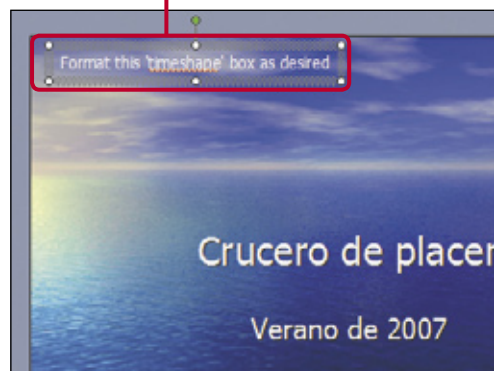 Format this 'timeshape' box as desired
Crucero de placer
Verano de 2007